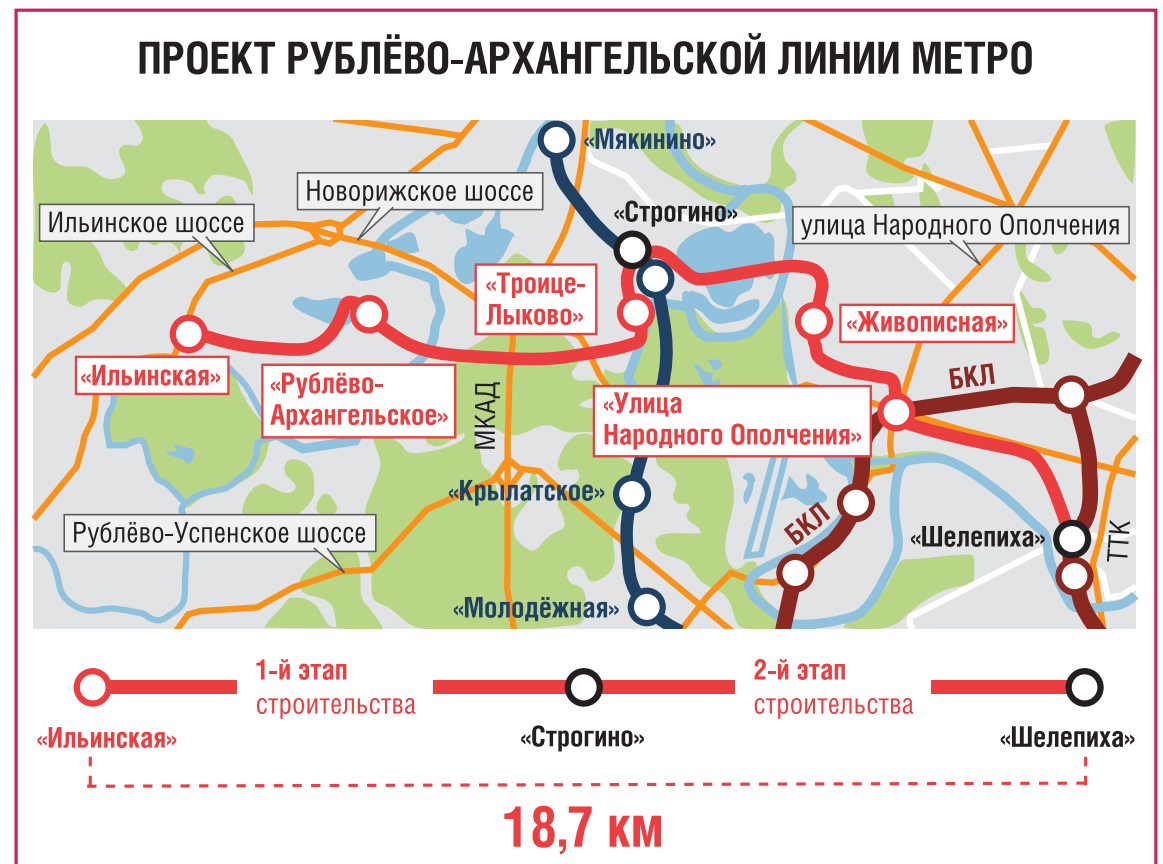 ПРОЕКТ РУБЛЁВО-АРХАНГЕЛЬСКОЙ ЛИНИИ МЕТРО
«Мякинино»
Новорижское шоссе
«Строгино»
Ильинское шоссе
улица Народного Ополчения
«Троице-
Лыково»
«Живописная»
«Ильинская»
«Рублёво-
Архангельское»
БКЛ
МКАД
«Улица
Народного Ополчения»
«Крылатское»
БКЛ
Рублёво-Успенское шоссе
«Шелепиха»
ТТК
«Молодёжная»
1-й этап
строительства
2-й этап
строительства
«Ильинская»
«Строгино»
«Шелепиха»
18,7 км